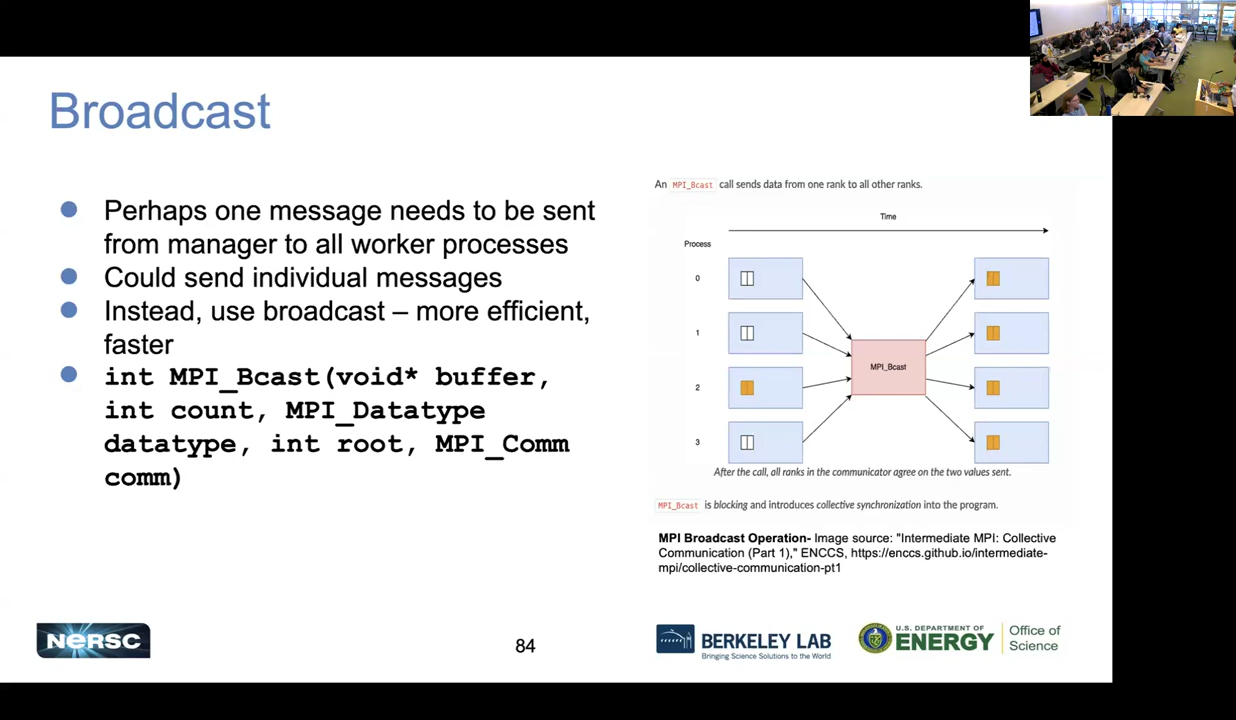 Broadcast
Perhaps one message needs to be sent
from manager to all worker processes
Could send individual messages
Instead, use broadcast – more efficient,
faster
int MPI_Bcast(void* buffer,
int count, MPI_Datatype
datatype, int root, MPI_Comm
comm)
An MPI_Bcast call sends data from one rank to all other ranks.
Time
Process
0
1
MPI_Bcast
2
3
After the call, all ranks in the communicator agree on the two values sent.
MPI_Bcast is blocking and introduces collective synchronization into the program.
MPI Broadcast Operation- Image source: "Intermediate MPI: Collective
Communication (Part 1)," ENCCS, https://enccs.github.io/intermediate-
mpi/collective-communication-pt1
NERSC
84
BERKELEY LAB
Bringing Science Solutions to the World
U.S. DEPARTMENT OF
ENERGY
Office of
Science